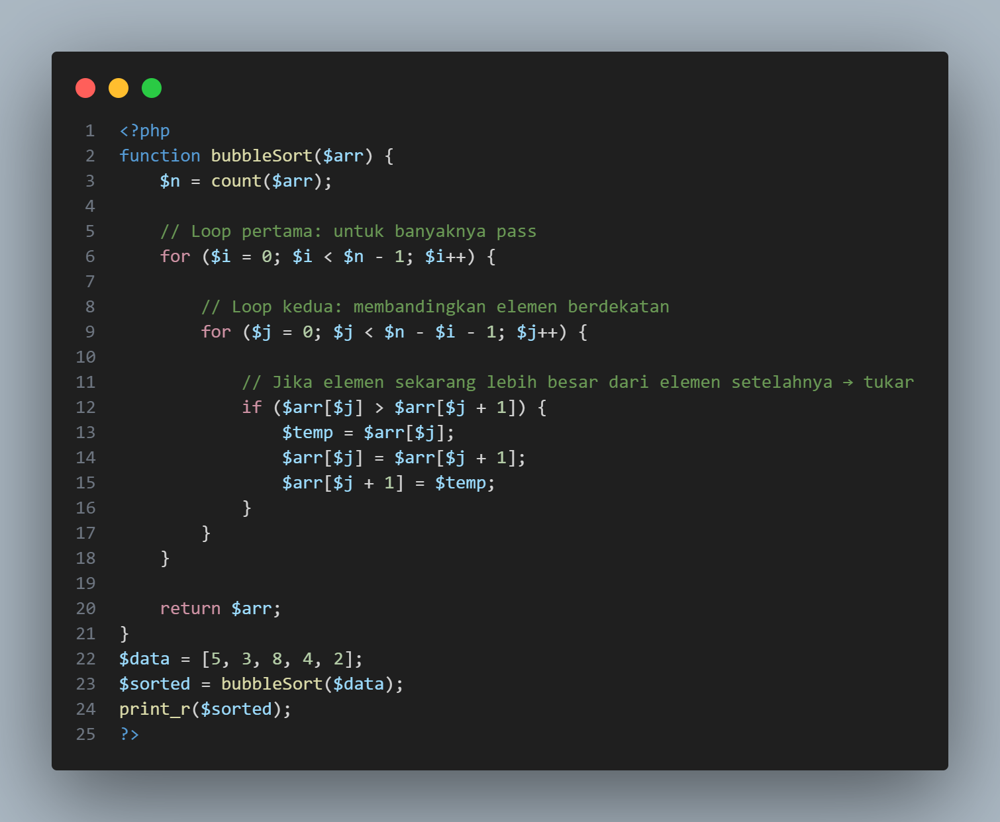 1 <?php
2 function bubbleSort($arr) {
3     $n = count($arr);
4
5     // Loop pertama: untuk banyaknya pass
6     for ($i = 0; $i < $n - 1; $i++) {
7
8         // Loop kedua: membandingkan elemen berdekatan
9         for ($j = 0; $j < $n - $i - 1; $j++) {
10
11             // Jika elemen sekarang lebih besar dari elemen setelahnya → tukar
12             if ($arr[$j] > $arr[$j + 1]) {
13                 $temp = $arr[$j];
14                 $arr[$j] = $arr[$j + 1];
15                 $arr[$j + 1] = $temp;
16             }
17         }
18     }
19
20     return $arr;
21 }
22 $data = [5, 3, 8, 4, 2];
23 $sorted = bubbleSort($data);
24 print_r($sorted);
25 ?>